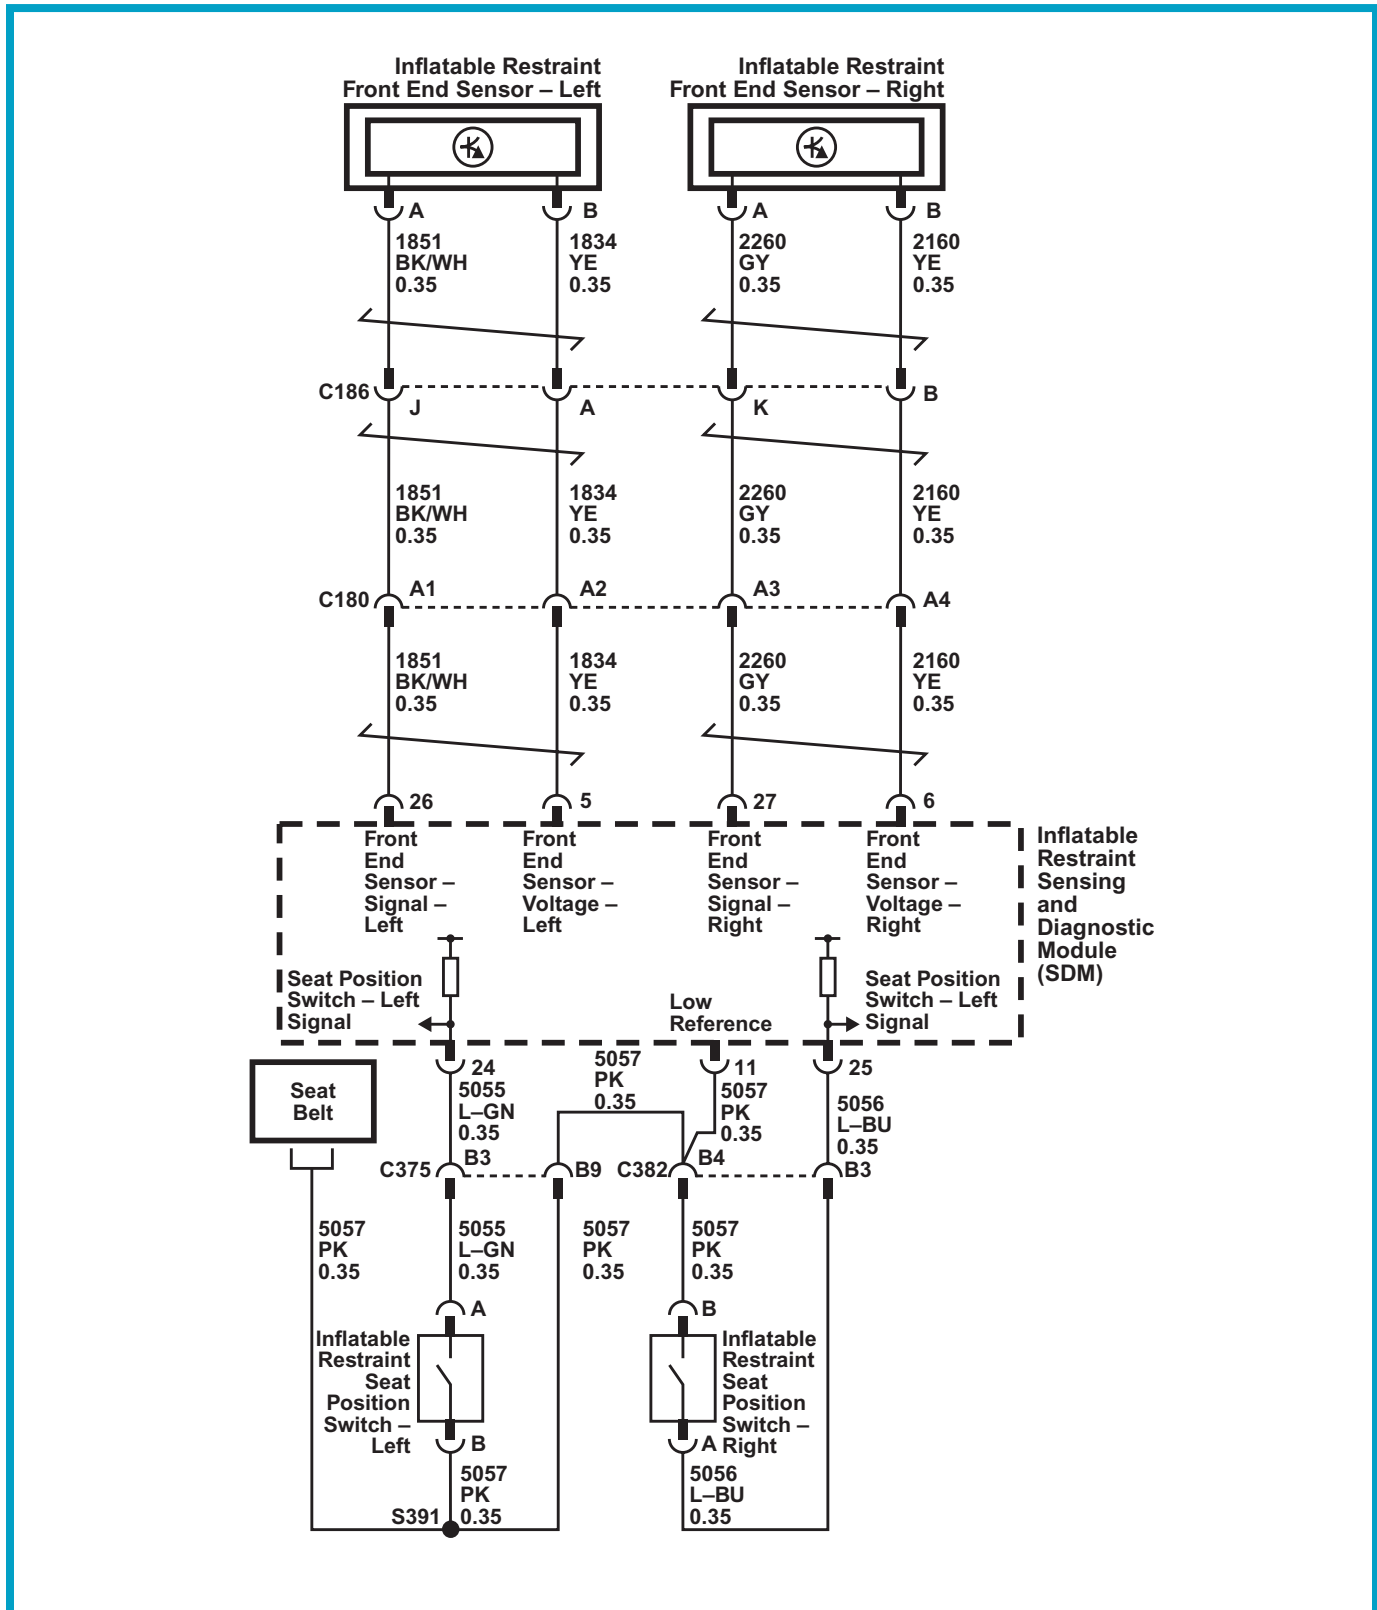 Inflatable Restraint
Front End Sensor – Left
Inflatable Restraint
Front End Sensor – Right
A
B
A
B
1851
BK/WH
0.35
1834
YE
0.35
2260
GY
0.35
2160
YE
0.35
C186
J
A
K
B
1851
BK/WH
0.35
1834
YE
0.35
2260
GY
0.35
2160
YE
0.35
C180
A1
A2
A3
A4
1851
BK/WH
0.35
1834
YE
0.35
2260
GY
0.35
2160
YE
0.35
26
5
27
6
Front
End
Sensor –
Signal –
Left
Front
End
Sensor –
Voltage –
Left
Front
End
Sensor –
Signal –
Right
Front
End
Sensor –
Voltage –
Right
Inflatable
Restraint
Sensing
and
Diagnostic
Module
(SDM)
Seat Position
Switch – Left
Signal
Low
Reference
Seat Position
Switch – Left
Signal
Seat
Belt
24
5055
L–GN
0.35
5057
PK
0.35
11
5057
PK
0.35
25
5056
L–BU
0.35
C375
B3
B9
C382
B4
B3
5057
PK
0.35
5055
L–GN
0.35
5057
PK
0.35
5057
PK
0.35
A
B
Inflatable
Restraint
Seat
Position
Switch –
Left
Inflatable
Restraint
Seat
Position
Switch –
Right
B
A
5057
PK
0.35
S391
5056
L–BU
0.35